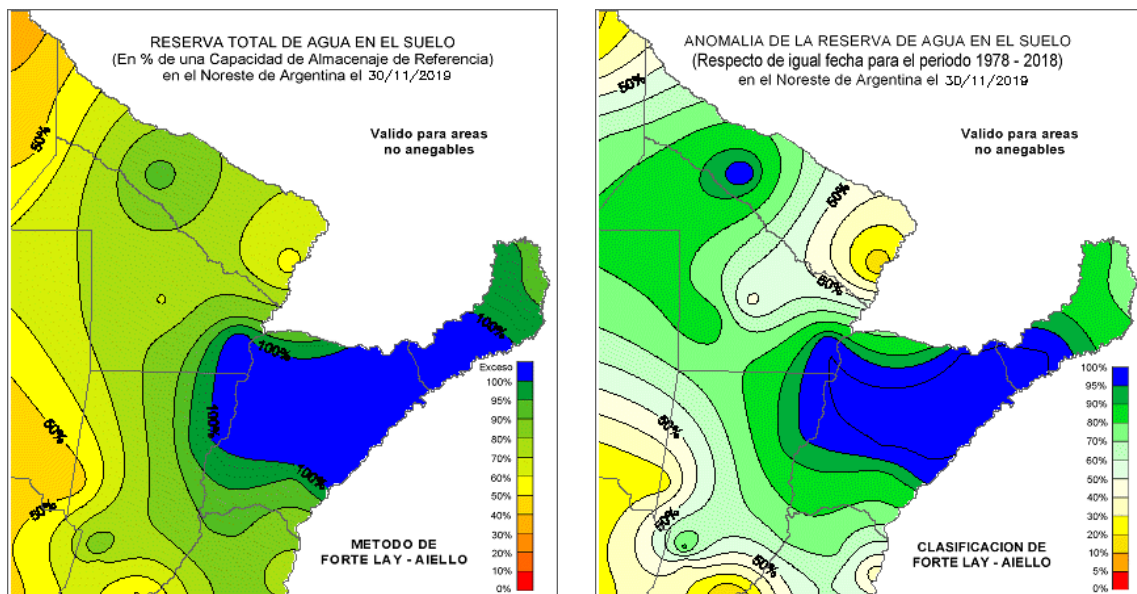 RESERVA TOTAL DE AGUA EN EL SUELO
(En % de una Capacidad de Almacenaje de Referencia)
en el Noreste de Argentina el 30/11/2019
Valido para areas
no anegables
50%
100%
100%
100%
100%
50%
50%
Exceso
100%
95%
90%
80%
70%
60%
50%
40%
30%
20%
10%
0%
METODO DE
FORTE LAY - AIELLO
ANOMALIA DE LA RESERVA DE AGUA EN EL SUELO
(Respecto de igual fecha para el periodo 1978 - 2018)
en el Noreste de Argentina el 30/11/2019
Valido para areas
no anegables
50%
50%
50%
50%
50%
50%
100%
95%
90%
80%
70%
60%
50%
40%
30%
20%
10%
5%
0%
CLASIFICACION DE
FORTE LAY - AIELLO